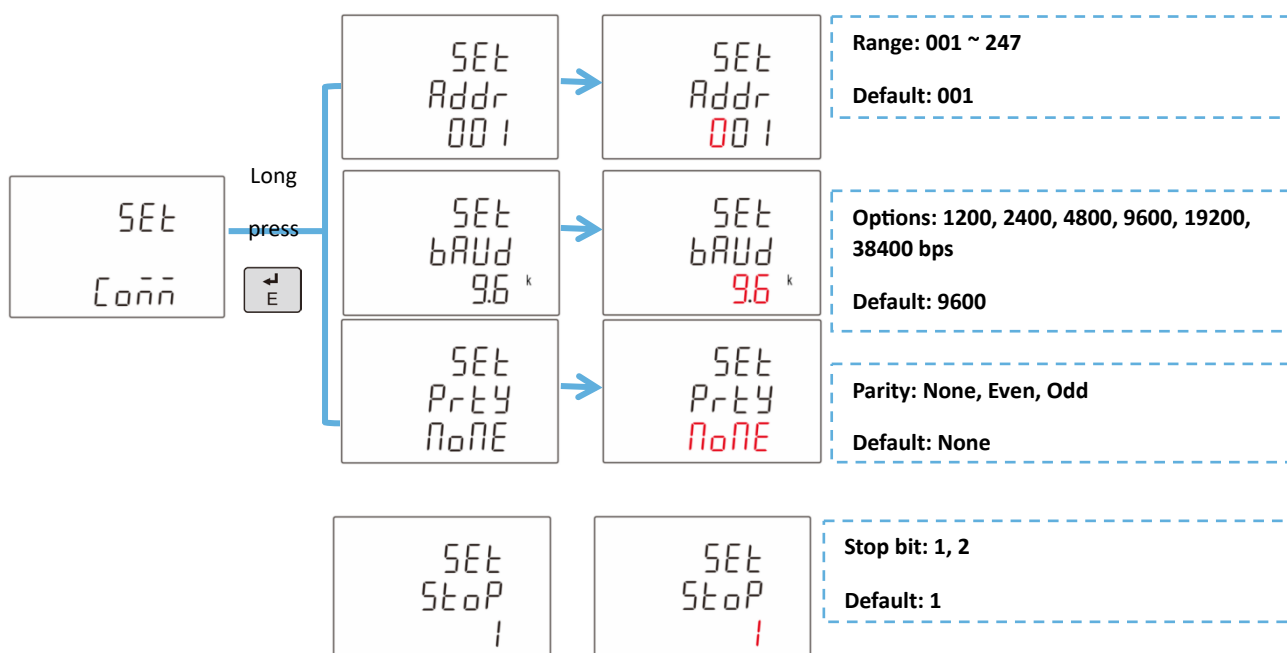 SEt
Conn
Long
press
E
SEt
Addr
001
SEt
Addr
001
Range: 001 ~ 247
Default: 001
SEt
bAUd
9.6 k
SEt
bAUd
9.6 k
Options: 1200, 2400, 4800, 9600, 19200,
38400 bps
Default: 9600
SEt
PrtY
NoNE
SEt
PrtY
NoNE
Parity: None, Even, Odd
Default: None
SEt
StoP
1
SEt
StoP
1
Stop bit: 1, 2
Default: 1